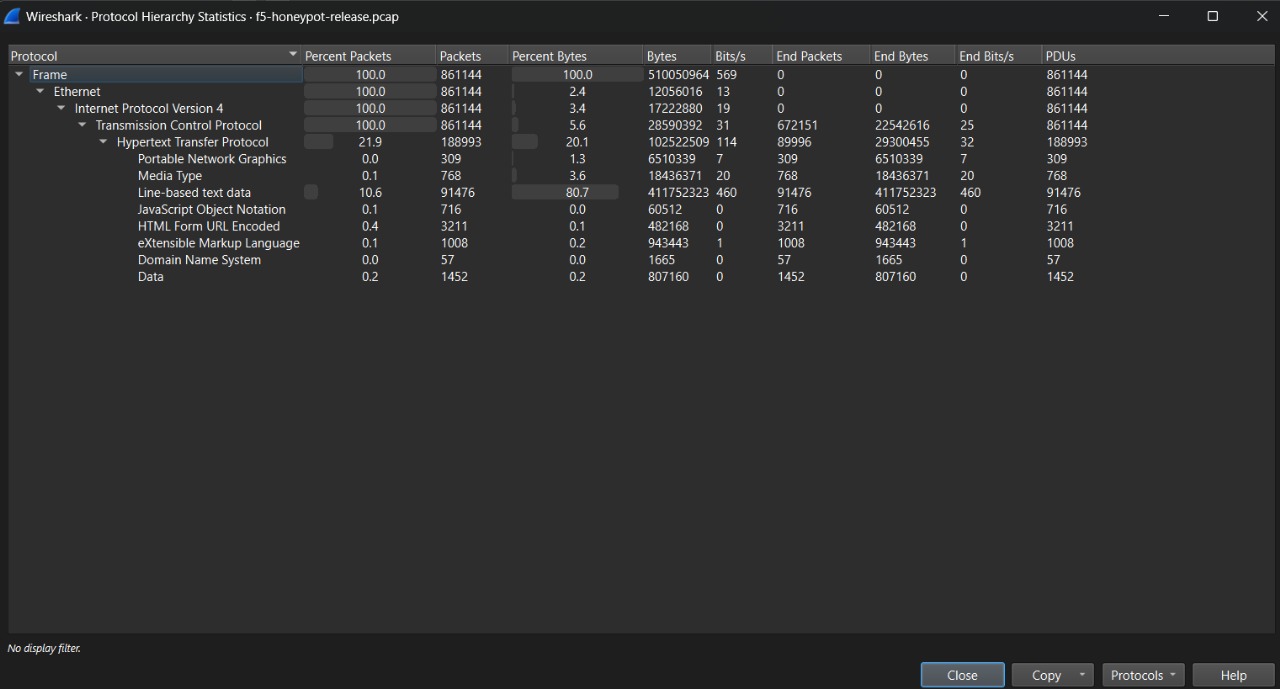 Wireshark · Protocol Hierarchy Statistics · f5-honeypot-release.pcap
Protocol Percent Packets Packets Percent Bytes Bytes Bits/s End Packets End Bytes End Bits/s PDUs
Frame 100.0 861144 100.0 510050964 569 0 0 0 861144
Ethernet 100.0 861144 2.4 12056016 13 0 0 0 861144
Internet Protocol Version 4 100.0 861144 3.4 17222880 19 0 0 0 861144
Transmission Control Protocol 100.0 861144 5.6 28590392 31 672151 22542616 25 861144
Hypertext Transfer Protocol 21.9 188993 20.1 102522509 114 89996 29300455 32 188993
Portable Network Graphics 0.0 309 1.3 6510339 7 309 6510339 7 309
Media Type 0.1 768 3.6 18436371 20 768 18436371 20 768
Line-based text data 10.6 91476 80.7 411752323 460 91476 411752323 460 91476
JavaScript Object Notation 0.1 716 0.0 60512 0 716 60512 0 716
HTML Form URL Encoded 0.4 3211 0.1 482168 0 3211 482168 0 3211
eXtensible Markup Language 0.1 1008 0.2 943443 1 1008 943443 1 1008
Domain Name System 0.0 57 0.0 1665 0 57 1665 0 57
Data 0.2 1452 0.2 807160 0 1452 807160 0 1452
No display filter.
Close Copy Protocols Help